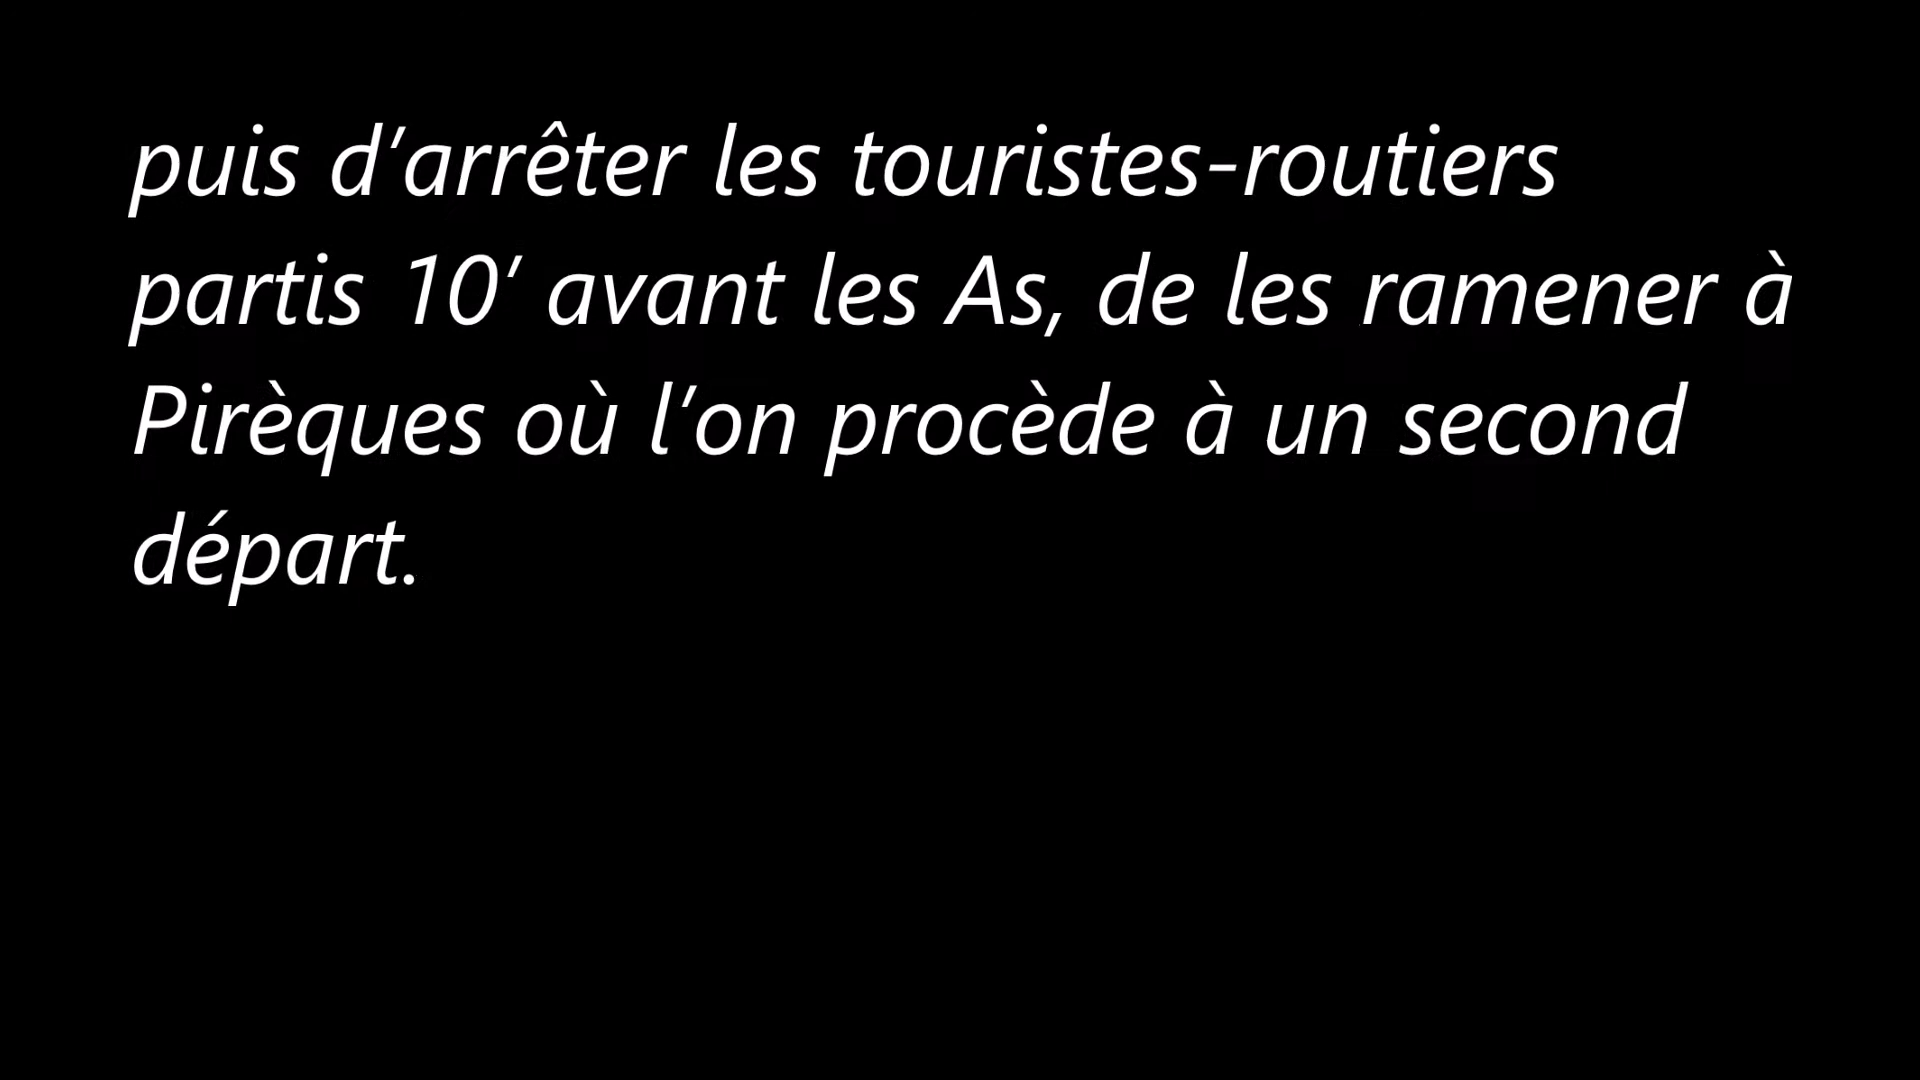 puis d’arrêter les touristes-routiers
partis 10’ avant les As, de les ramener à
Pirèques où l’on procède à un second
départ.